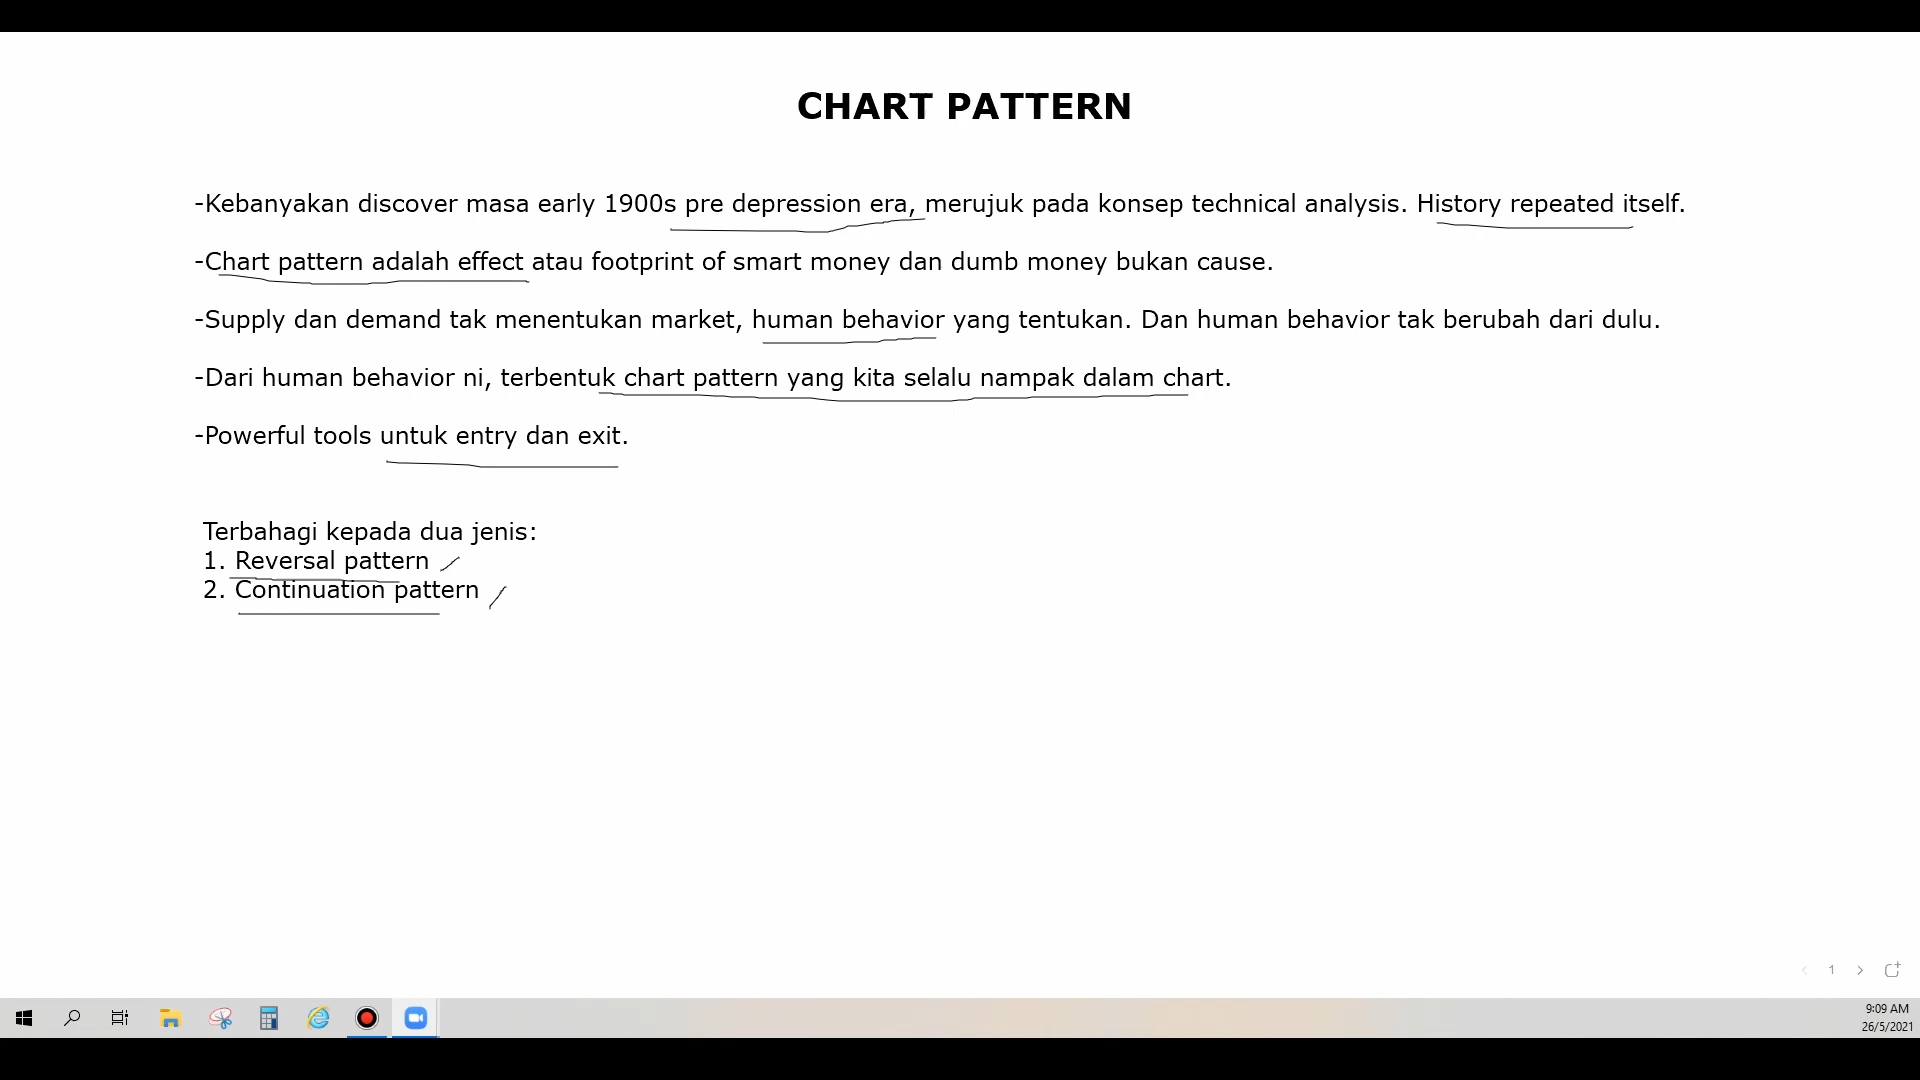 CHART PATTERN
-Kebanyakan discover masa early 1900s pre depression era, merujuk pada konsep technical analysis. History repeated itself.
-Chart pattern adalah effect atau footprint of smart money dan dumb money bukan cause.
-Supply dan demand tak menentukan market, human behavior yang tentukan. Dan human behavior tak berubah dari dulu.
-Dari human behavior ni, terbentuk chart pattern yang kita selalu nampak dalam chart.
-Powerful tools untuk entry dan exit.
Terbahagi kepada dua jenis:
1. Reversal pattern
2. Continuation pattern
1
9:09 AM
26/5/2021